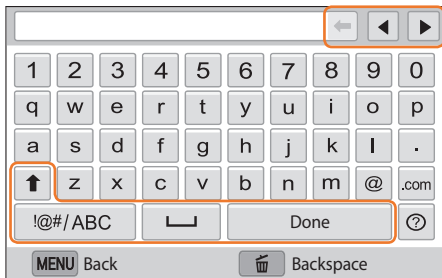 1 2 3 4 5 6 7 8 9 0
q w e r t y u i o p
a s d f g h j k l .
z x c v b n m @ .com
!@#/ABC Done ?
MENU Back Backspace